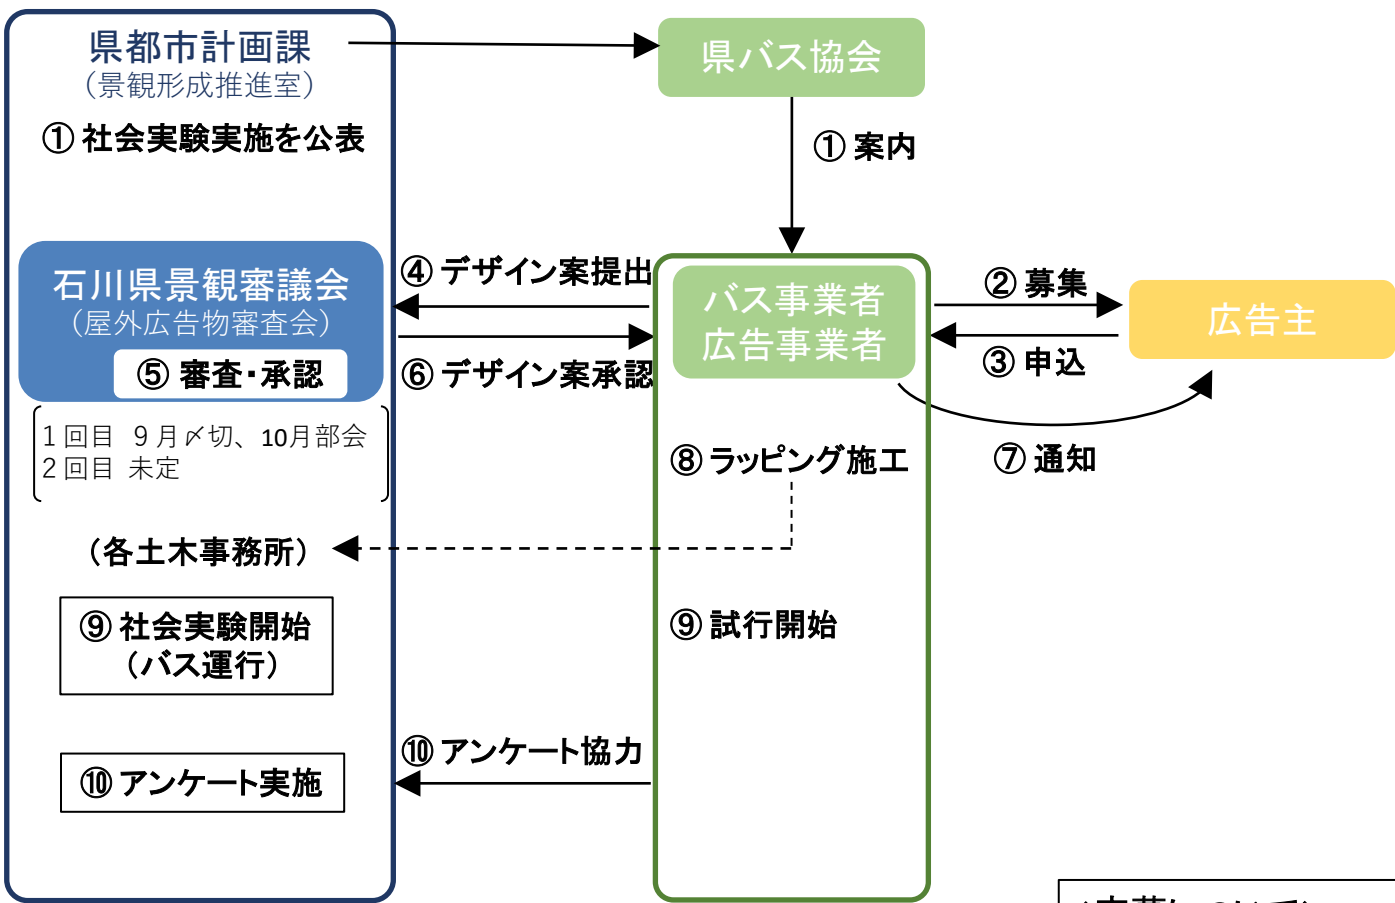 県都市計画課
（景観形成推進室）
① 社会実験実施を公表
県バス協会
① 案内
石川県景観審議会
（屋外広告物審査会）
⑤ 審査・承認
④ デザイン案提出
⑥ デザイン案承認
バス事業者
広告事業者
② 募集
③ 申込
広告主
１回目 ９月〆切、10月部会
２回目 未定
⑧ ラッピング施工
⑦ 通知
（各土木事務所）
⑨ 社会実験開始
（バス運行）
⑨ 試行開始
⑩ アンケート協力
⑩ アンケート実施